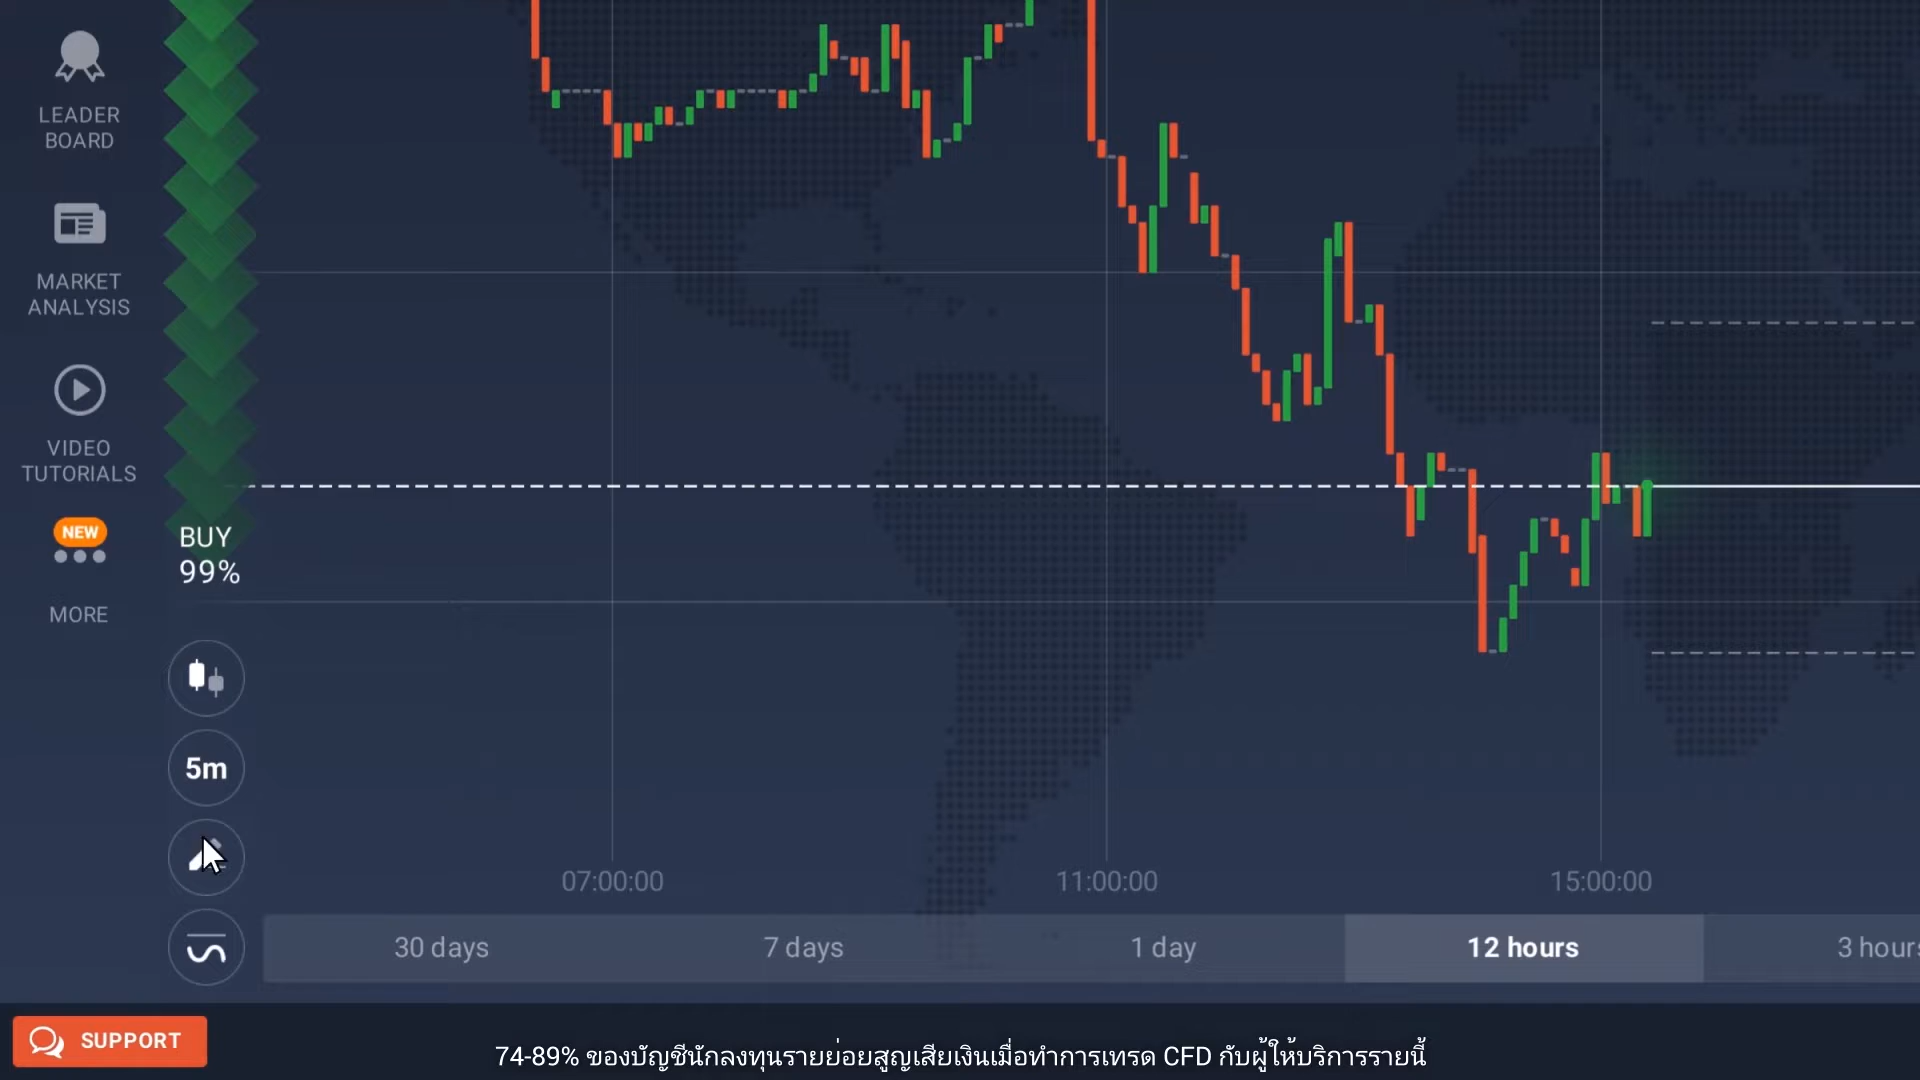 LEADER
BOARD
MARKET
ANALYSIS
VIDEO
TUTORIALS
NEW
MORE
BUY
99%
5m
07:00:00
11:00:00
15:00:00
30 days
7 days
1 day
12 hours
3 hours
SUPPORT
74-89% ของบัญชีนักลงทุนรายย่อยสูญเสียเงินเมื่อทำการเทรด CFD กับผู้ให้บริการรายนี้